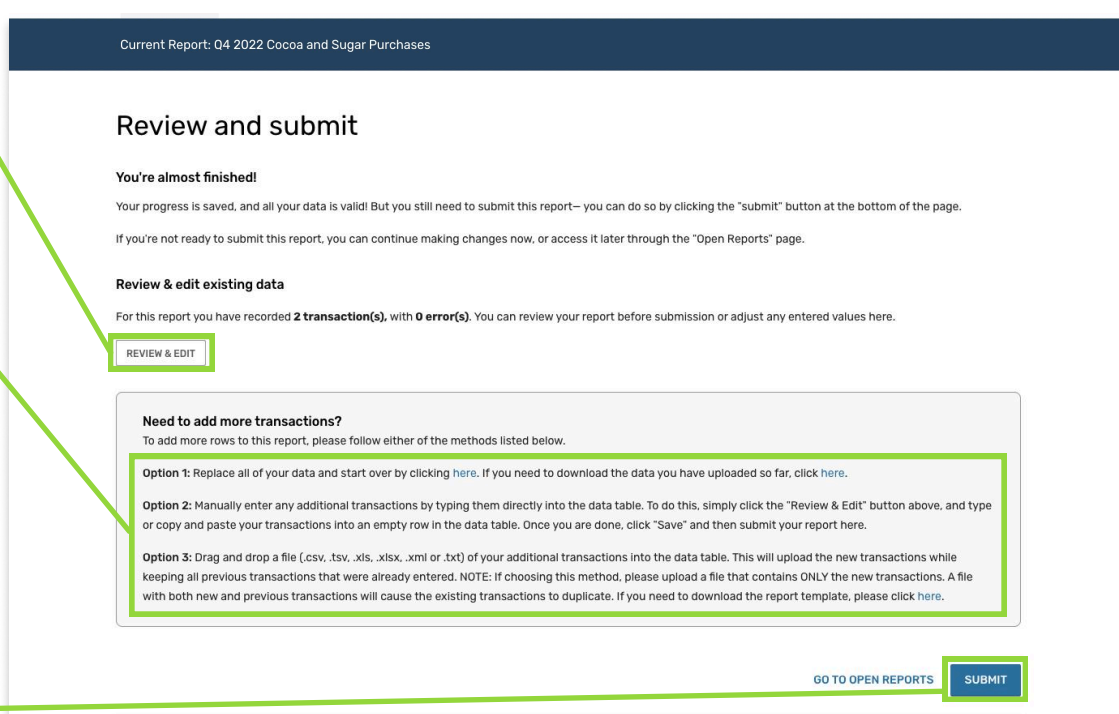 Current Report: Q4 2022 Cocoa and Sugar Purchases
Review and submit
You're almost finished!
Your progress is saved, and all your data is valid! But you still need to submit this report— you can do so by clicking the "submit" button at the bottom of the page.
If you're not ready to submit this report, you can continue making changes now, or access it later through the "Open Reports" page.
Review & edit existing data
For this report you have recorded 2 transaction(s), with 0 error(s). You can review your report before submission or adjust any entered values here.
REVIEW & EDIT
Need to add more transactions?
To add more rows to this report, please follow either of the methods listed below.
Option 1: Replace all of your data and start over by clicking here. If you need to download the data you have uploaded so far, click here.
Option 2: Manually enter any additional transactions by typing them directly into the data table. To do this, simply click the "Review & Edit" button above, and type
or copy and paste your transactions into an empty row in the data table. Once you are done, click "Save" and then submit your report here.
Option 3: Drag and drop a file (.csv, .tsv, .xls, .xlsx, .xml or .txt) of your additional transactions into the data table. This will upload the new transactions while
keeping all previous transactions that were already entered. NOTE: If choosing this method, please upload a file that contains ONLY the new transactions. A file
with both new and previous transactions will cause the existing transactions to duplicate. If you need to download the report template, please click here.
GO TO OPEN REPORTS SUBMIT